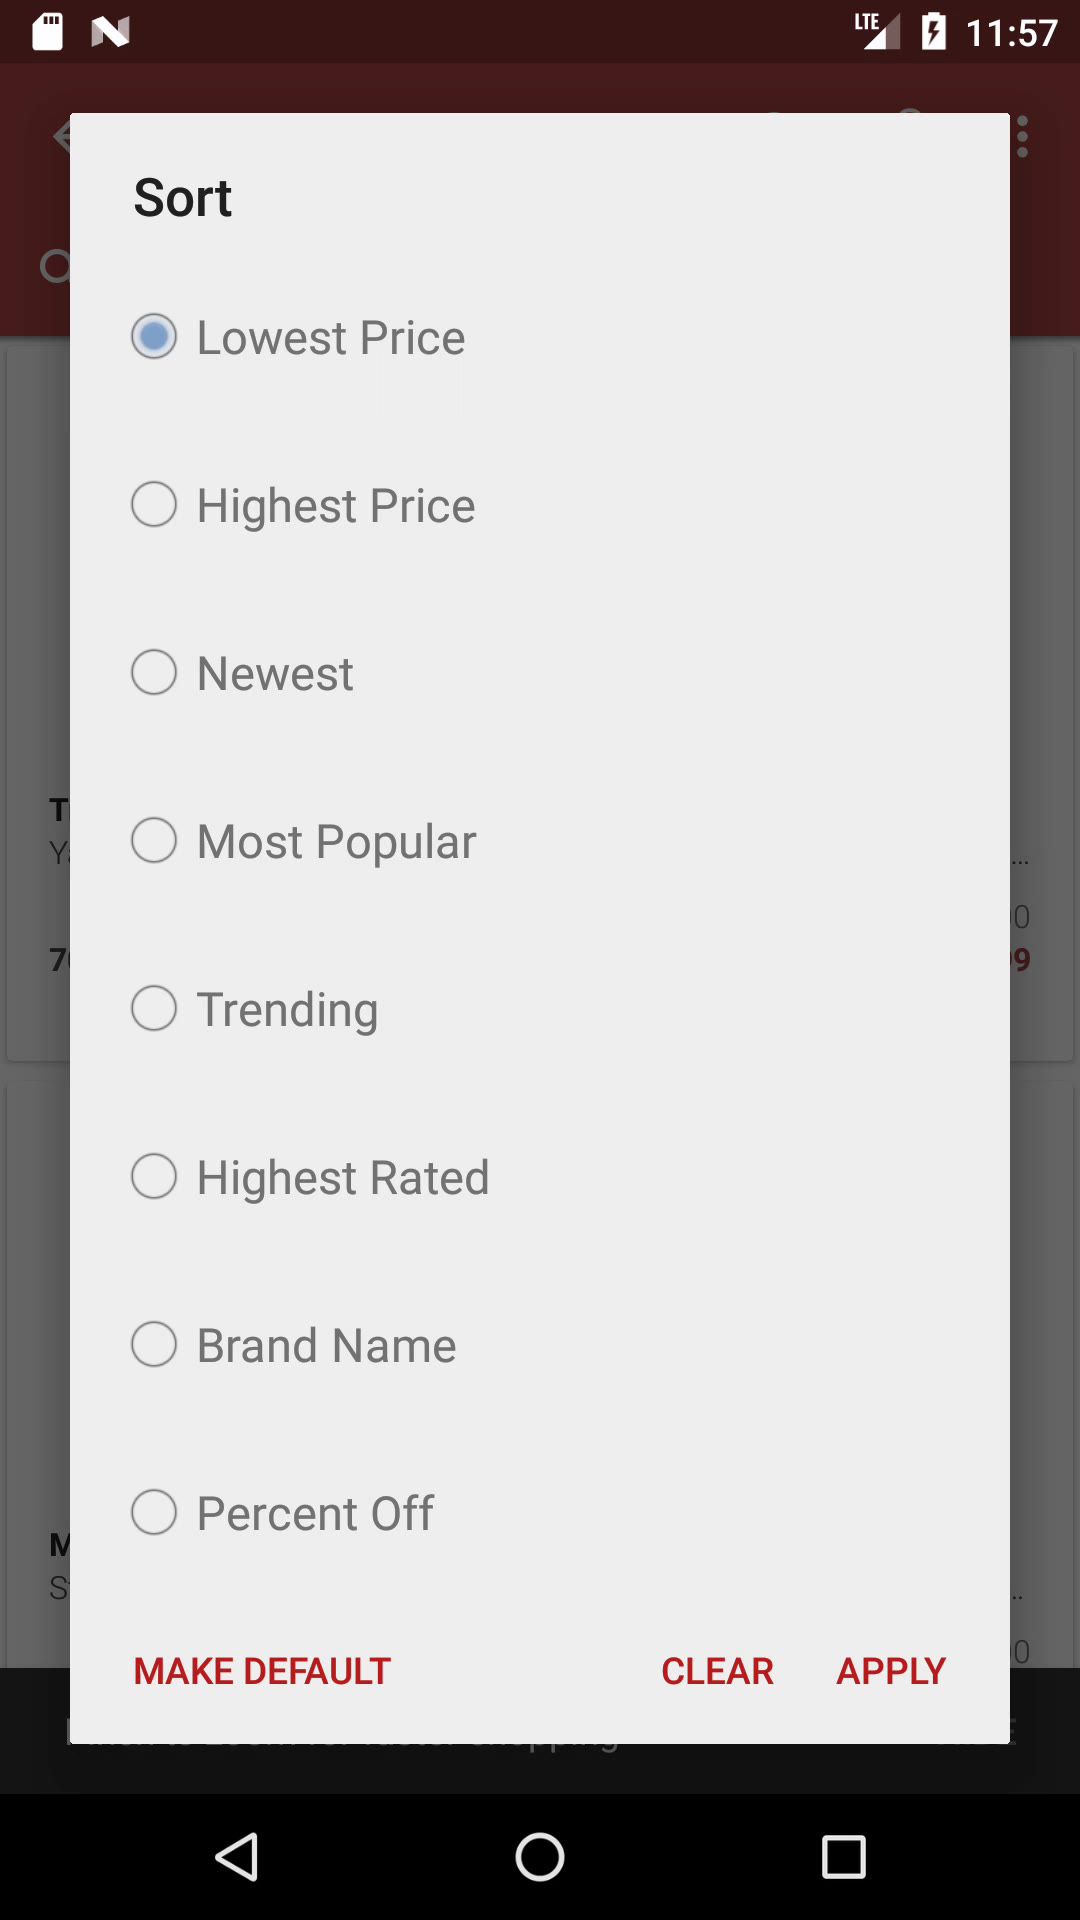 LTE 11:57
Sort
Lowest Price
Highest Price
Newest
Most Popular
Trending
Highest Rated
Brand Name
Percent Off
MAKE DEFAULT CLEAR APPLY